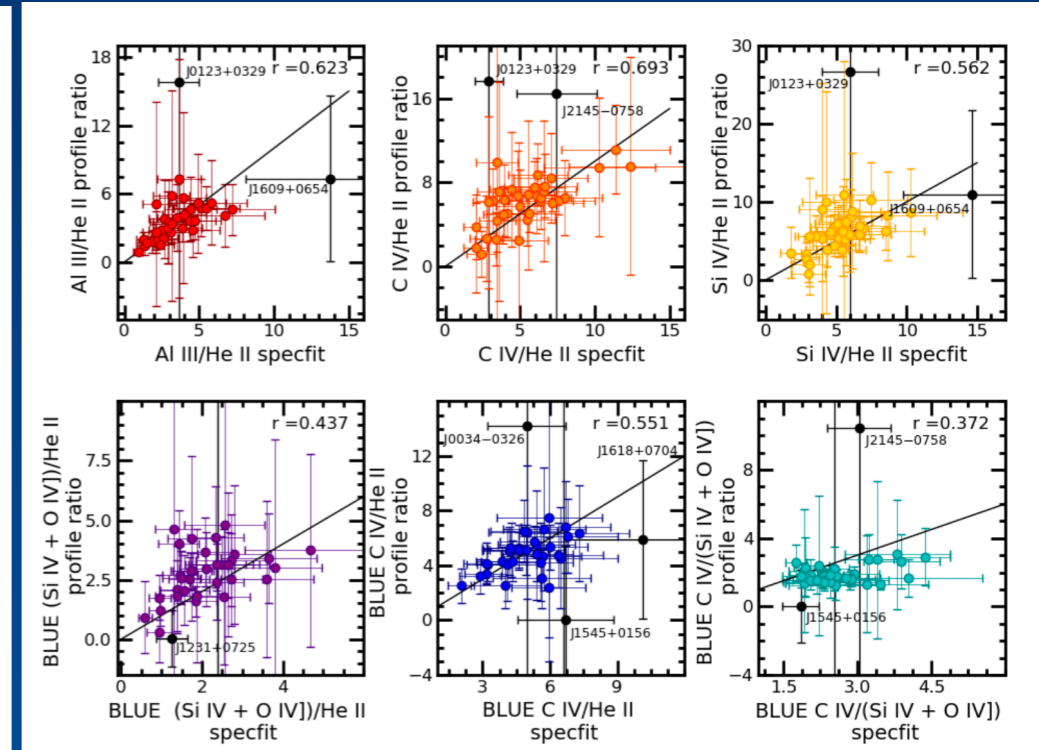 18
12
6
0
Al III/He II profile ratio
r =0.623
J0123+0329
J1609+0654
0 5 10 15
Al III/He II specfit
16
8
0
C IV/He II profile ratio
r =0.693
J0123+0329
J2145−0758
0 5 10 15
C IV/He II specfit
30
20
10
0
Si IV/He II profile ratio
r =0.562
J0123+0329
J1609+0654
0 5 10 15
Si IV/He II specfit
7.5
5.0
2.5
0.0
BLUE (Si IV + O IV])/He II
profile ratio
r =0.437
J1231+0725
0 2 4
BLUE (Si IV + O IV])/He II
specfit
12
8
4
0
−4
BLUE C IV/He II
profile ratio
r =0.551
J0034−0326
J1618+0704
J1545+0156
3 6 9
BLUE C IV/He II
specfit
8
4
0
−4
BLUE C IV/(Si IV + O IV])
profile ratio
r =0.372
J2145−0758
J1545+0156
1.5 3.0 4.5
BLUE C IV/(Si IV + O IV])
specfit